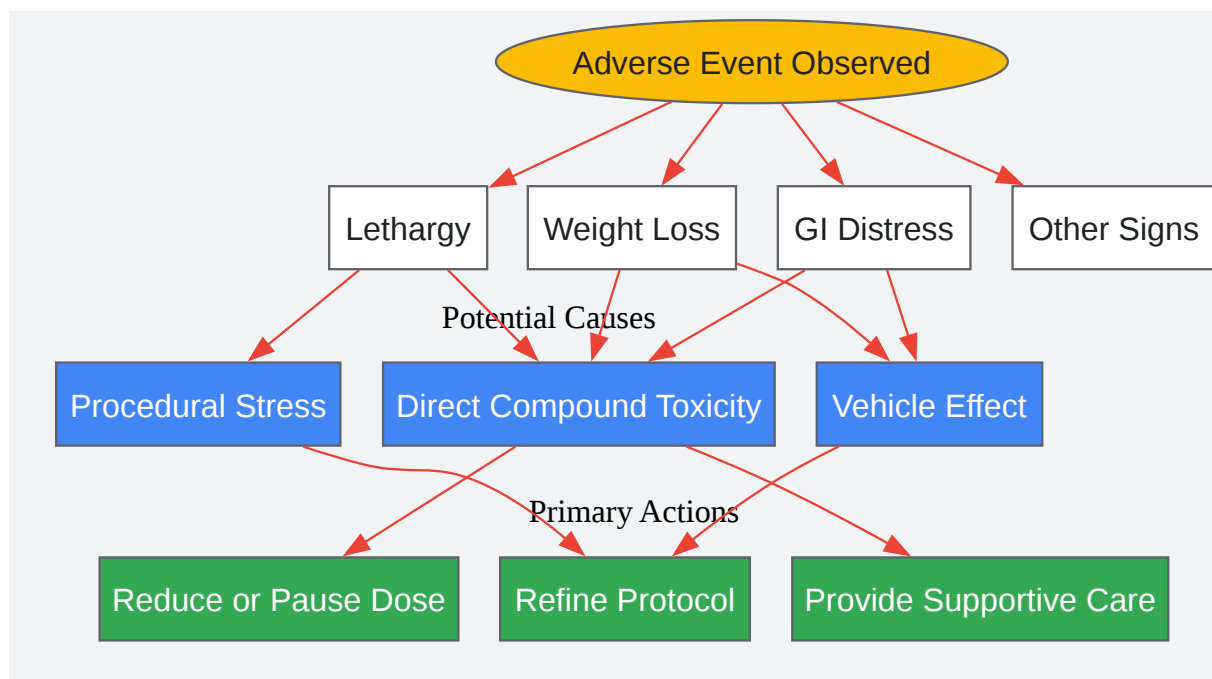 Adverse Event Observed
Lethargy
Weight Loss
GI Distress
Other Signs
Potential Causes
Procedural Stress
Direct Compound Toxicity
Vehicle Effect
Primary Actions
Reduce or Pause Dose
Refine Protocol
Provide Supportive Care